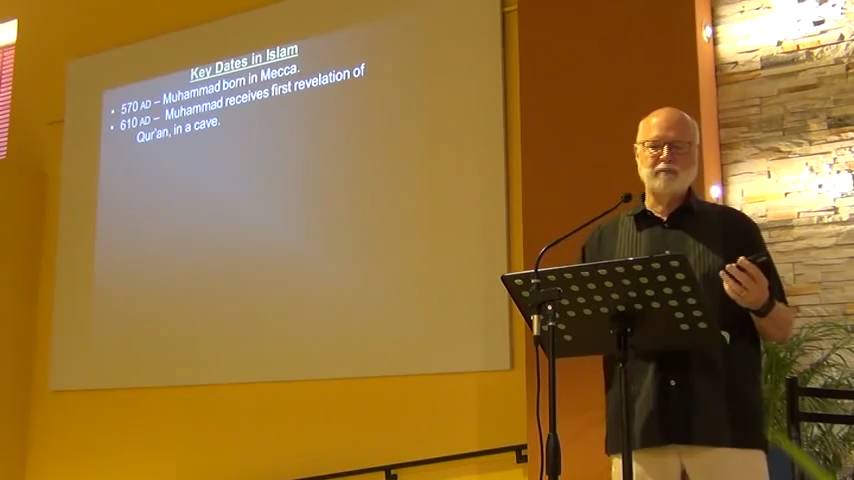 Key Dates in Islam
• 570 AD – Muhammad born in Mecca.
• 610 AD – Muhammad receives first revelation of
Qur'an, in a cave.